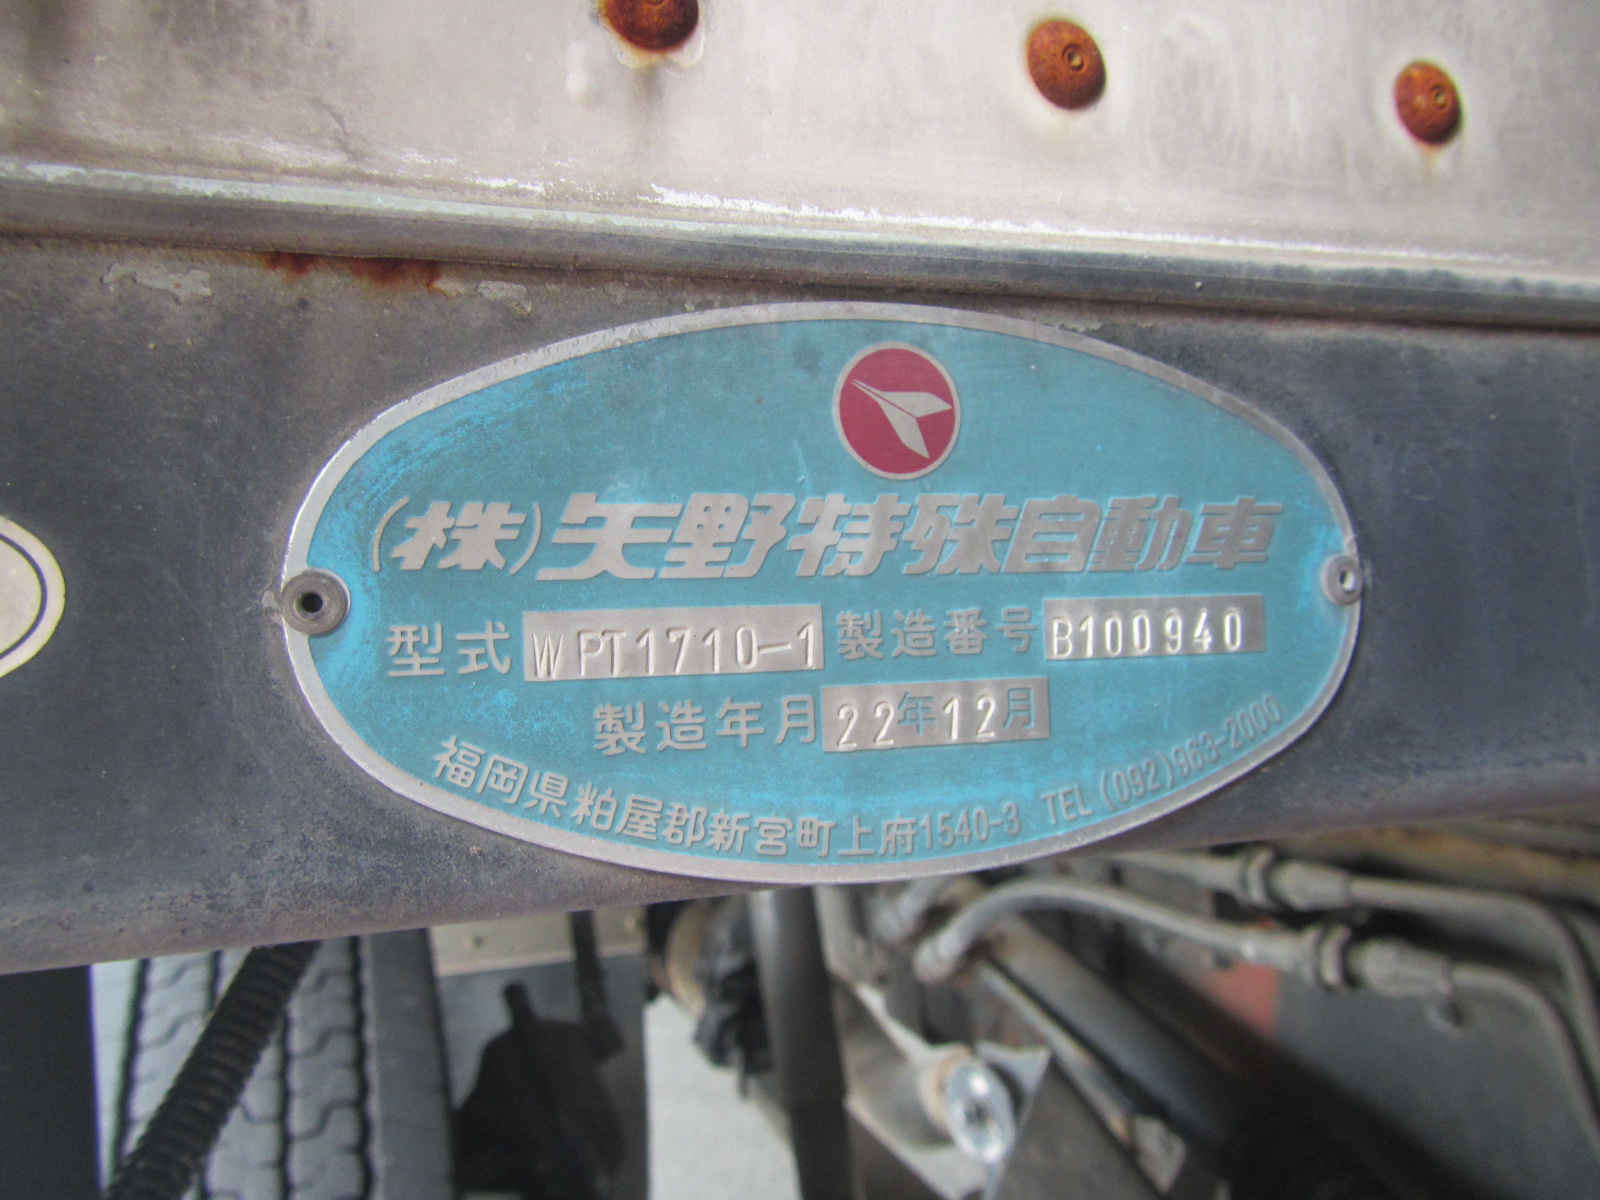 (株)矢野特殊自動車
型式 WPT1710-1 製造番号 B100940
製造年月 22年12月
福岡県粕屋郡新宮町上府1540-3 TEL (092)963-2000